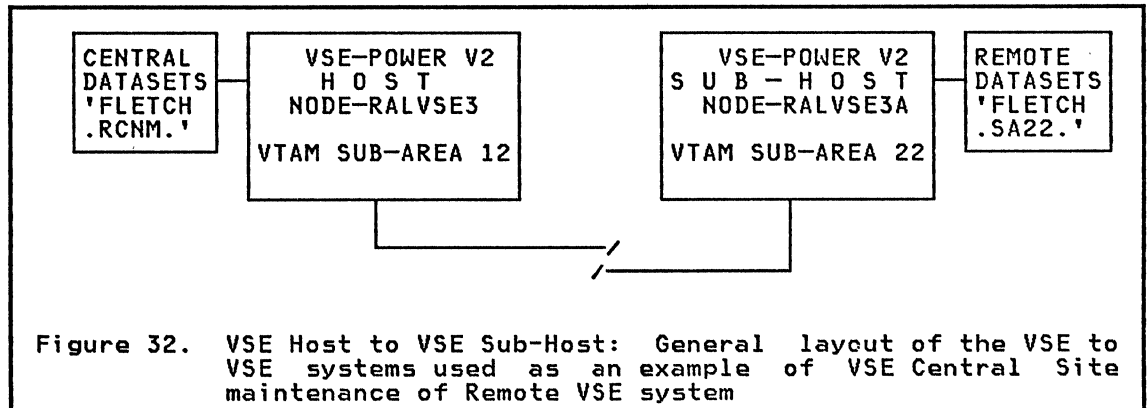 CENTRAL
DATASETS
'FLETCH
.RCNM.'
VSE—POWER V2
H O S T
NODE—RALVSE3
VTAM SUB—AREA 12
VSE—POWER V2
S U B — H O S T
NODE—RALVSE3A
VTAM SUB—AREA 22
REMOTE
DATASETS
'FLETCH
.SA22.'
Figure 32. VSE Host to VSE Sub-Host: General layout of the VSE to
VSE systems used as an example of VSE Central Site
maintenance of Remote VSE system